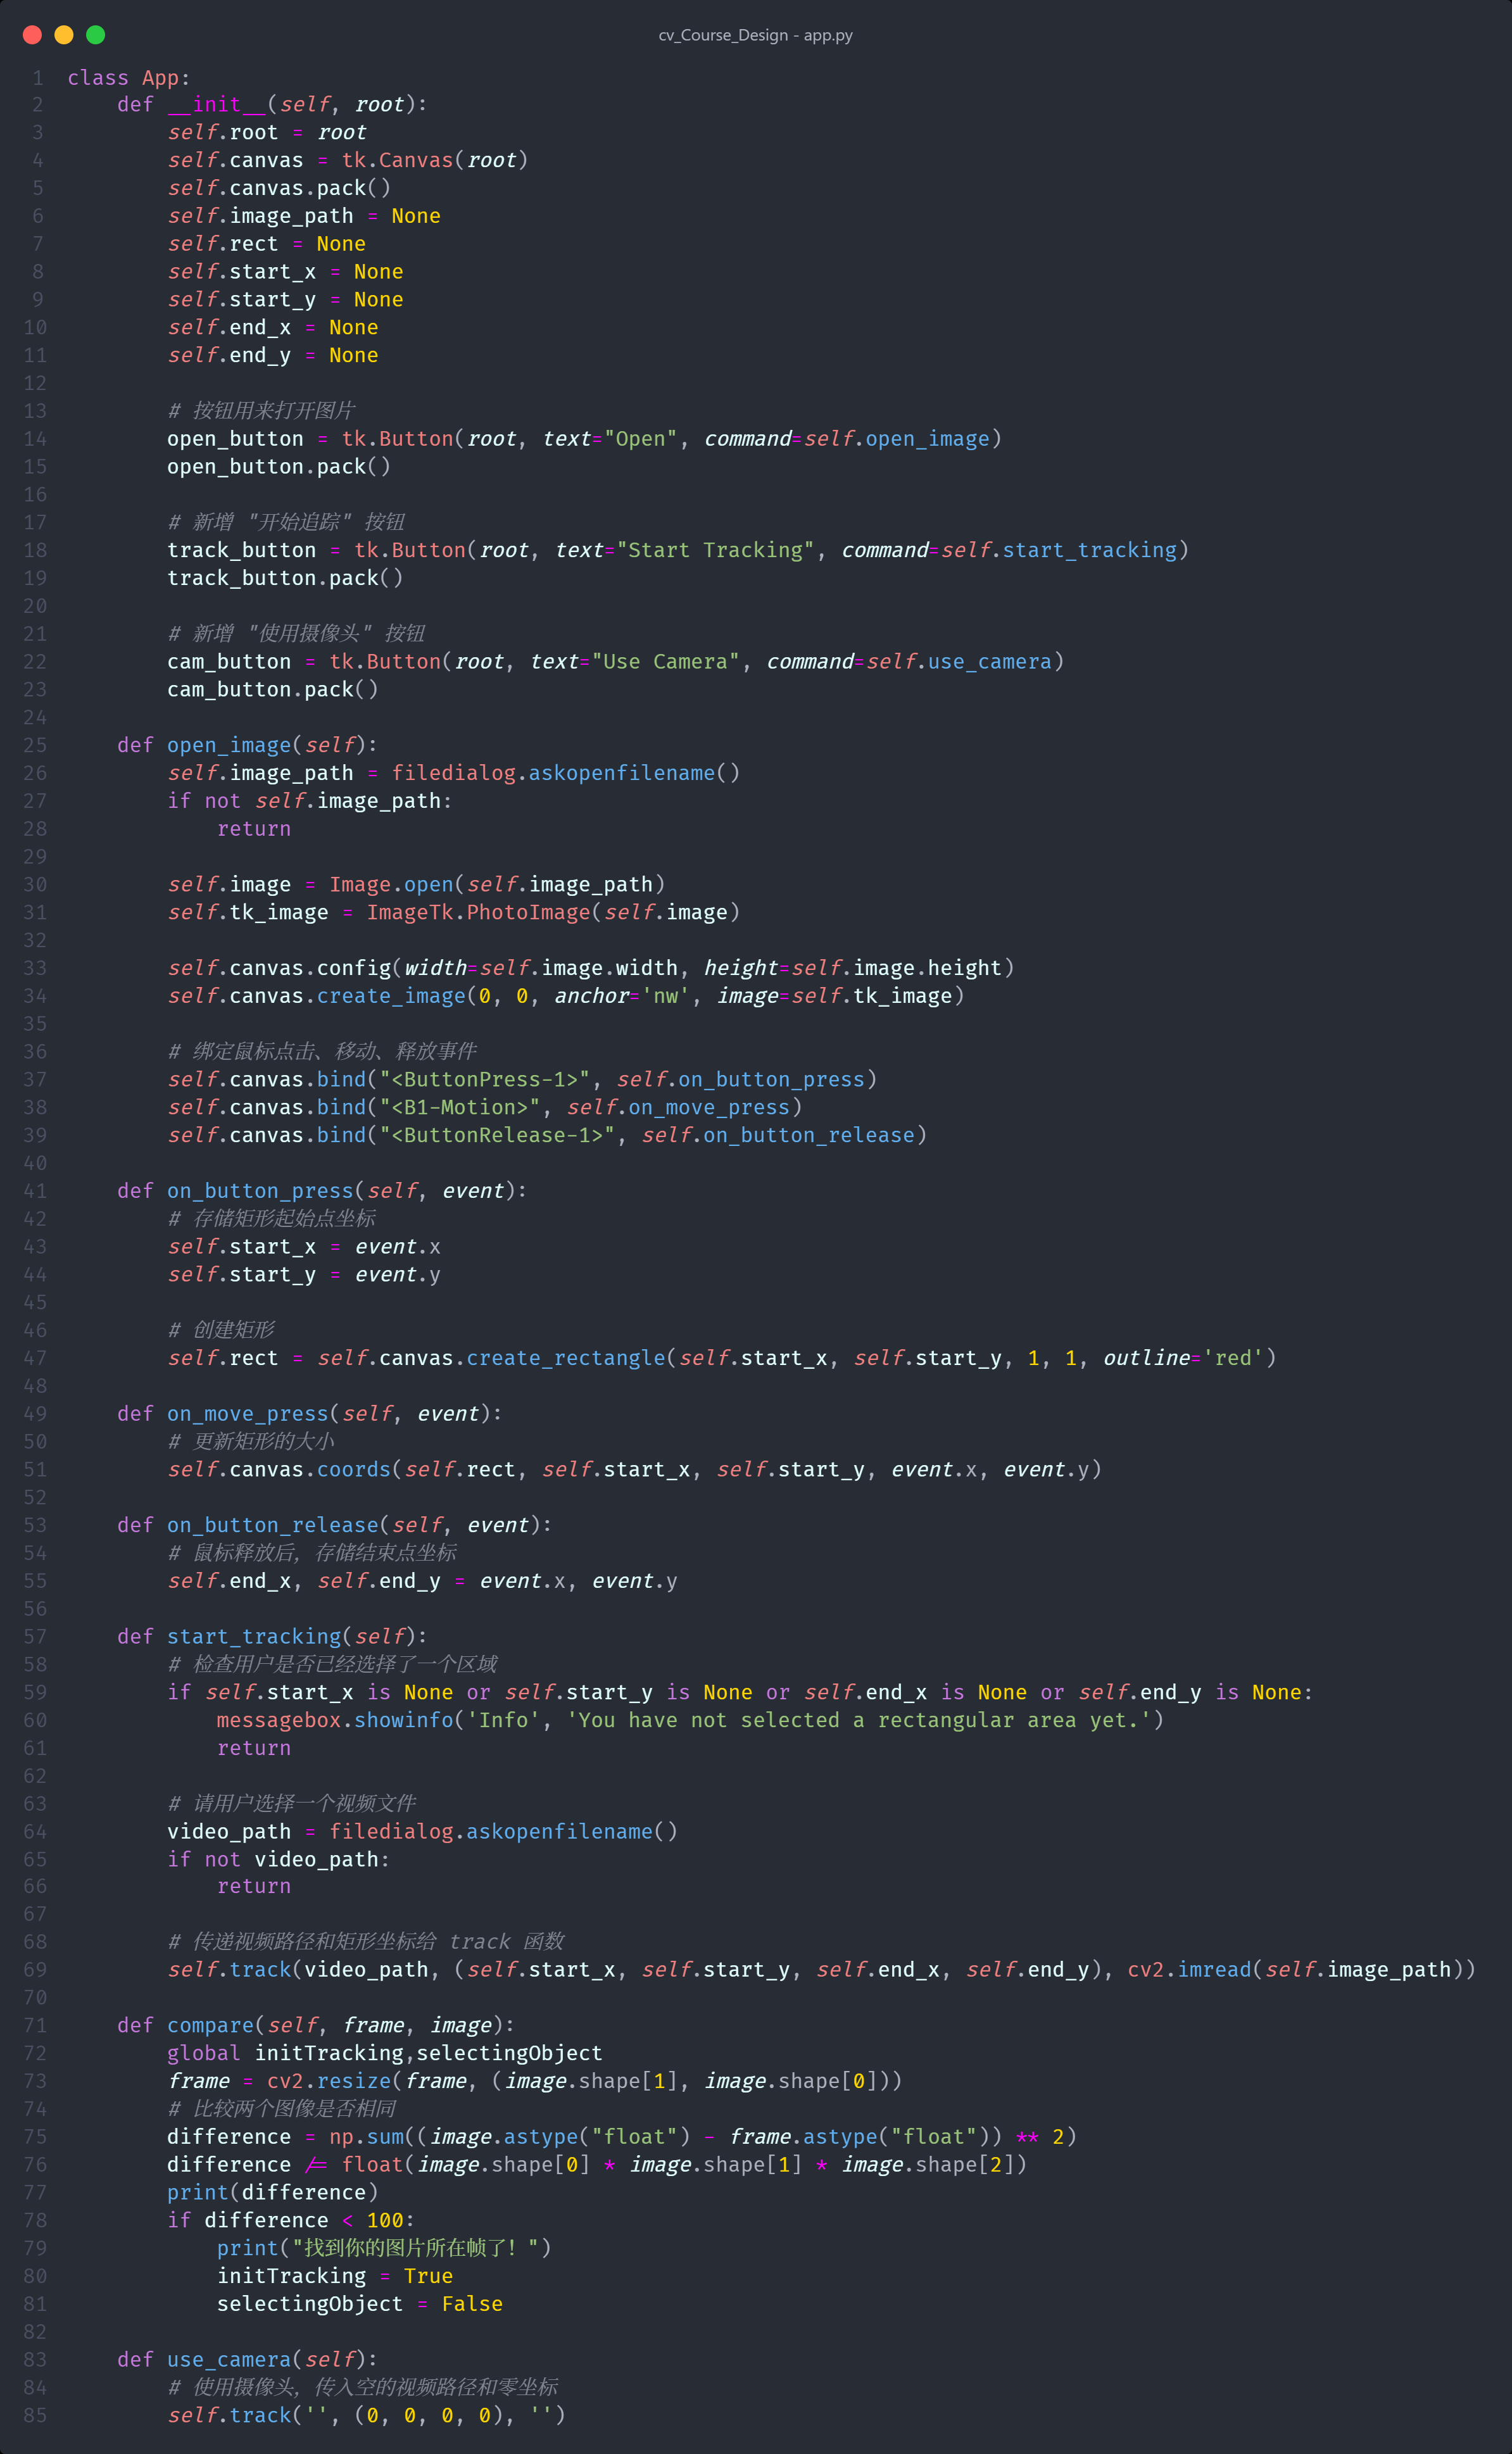 cv_Course_Design - app.py
1 class App:
2     def __init__(self, root):
3         self.root = root
4         self.canvas = tk.Canvas(root)
5         self.canvas.pack()
6         self.image_path = None
7         self.rect = None
8         self.start_x = None
9         self.start_y = None
10         self.end_x = None
11         self.end_y = None
12
13         # 按钮用来打开图片
14         open_button = tk.Button(root, text="Open", command=self.open_image)
15         open_button.pack()
16
17         # 新增 "开始追踪" 按钮
18         track_button = tk.Button(root, text="Start Tracking", command=self.start_tracking)
19         track_button.pack()
20
21         # 新增 "使用摄像头" 按钮
22         cam_button = tk.Button(root, text="Use Camera", command=self.use_camera)
23         cam_button.pack()
24
25     def open_image(self):
26         self.image_path = filedialog.askopenfilename()
27         if not self.image_path:
28             return
29
30         self.image = Image.open(self.image_path)
31         self.tk_image = ImageTk.PhotoImage(self.image)
32
33         self.canvas.config(width=self.image.width, height=self.image.height)
34         self.canvas.create_image(0, 0, anchor='nw', image=self.tk_image)
35
36         # 绑定鼠标点击、移动、释放事件
37         self.canvas.bind("<ButtonPress-1>", self.on_button_press)
38         self.canvas.bind("<B1-Motion>", self.on_move_press)
39         self.canvas.bind("<ButtonRelease-1>", self.on_button_release)
40
41     def on_button_press(self, event):
42         # 存储矩形起始点坐标
43         self.start_x = event.x
44         self.start_y = event.y
45
46         # 创建矩形
47         self.rect = self.canvas.create_rectangle(self.start_x, self.start_y, 1, 1, outline='red')
48
49     def on_move_press(self, event):
50         # 更新矩形的大小
51         self.canvas.coords(self.rect, self.start_x, self.start_y, event.x, event.y)
52
53     def on_button_release(self, event):
54         # 鼠标释放后, 存储结束点坐标
55         self.end_x, self.end_y = event.x, event.y
56
57     def start_tracking(self):
58         # 检查用户是否已经选择了一个区域
59         if self.start_x is None or self.start_y is None or self.end_x is None or self.end_y is None:
60             messagebox.showinfo('Info', 'You have not selected a rectangular area yet.')
61             return
62
63         # 请用户选择一个视频文件
64         video_path = filedialog.askopenfilename()
65         if not video_path:
66             return
67
68         # 传递视频路径和矩形坐标给 track 函数
69         self.track(video_path, (self.start_x, self.start_y, self.end_x, self.end_y), cv2.imread(self.image_path))
70
71     def compare(self, frame, image):
72         global initTracking,selectingObject
73         frame = cv2.resize(frame, (image.shape[1], image.shape[0]))
74         # 比较两个图像是否相同
75         difference = np.sum((image.astype("float") - frame.astype("float")) ** 2)
76         difference /= float(image.shape[0] * image.shape[1] * image.shape[2])
77         print(difference)
78         if difference < 100:
79             print("找到你的图片所在帧了！")
80             initTracking = True
81             selectingObject = False
82
83     def use_camera(self):
84         # 使用摄像头, 传入空的视频路径和零坐标
85         self.track('', (0, 0, 0, 0), '')